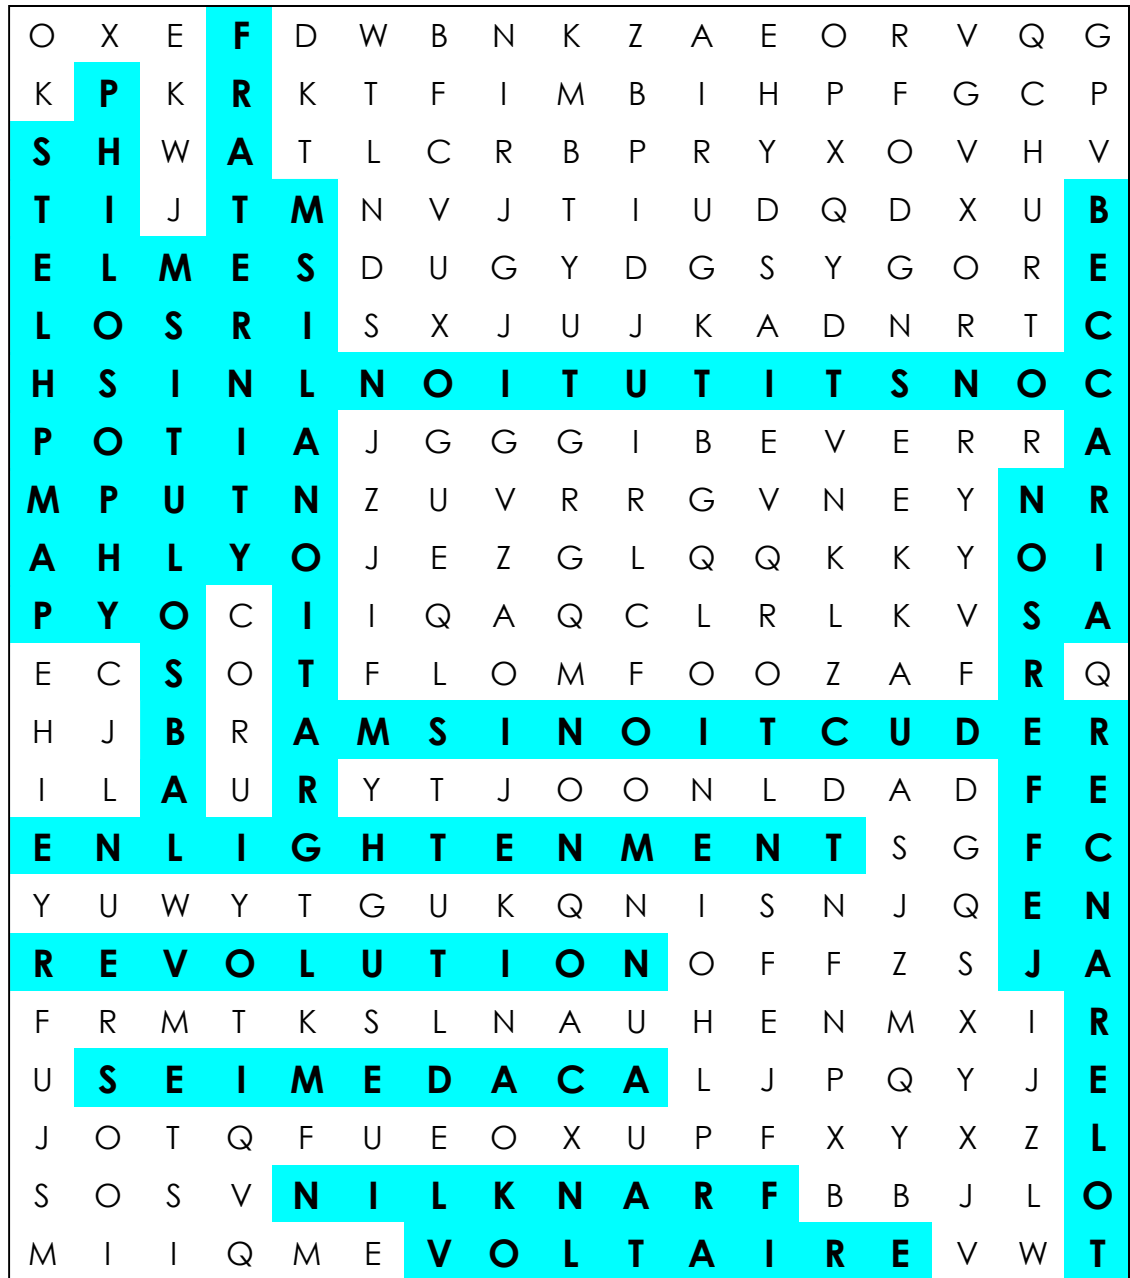 O X E F D W B N K Z A E O R V Q G
K P K R K T F I M B I H P F G C P
S H W A T L C R B P R Y X O V H V
T I J T M N V J T I U D Q D X U B
E L M E S D U G Y D G S Y G O R E
L O S R I S X J U J K A D N R T C
H S I N L N O I T U T I T S N O C
P O T I A J G G G I B E V E R R A
M P U T N Z U V R R G V N E Y N R
A H L Y O J E Z G L Q Q K K Y O I
P Y O C I I Q A Q C L R L K V S A
E C S O T F L O M F O O Z A F R Q
H J B R A M S I N O I T C U D E R
I L A U R Y T J O O N L D A D F E
E N L I G H T E N M E N T S G F C
Y U W Y T G U K Q N I S N J Q E N
R E V O L U T I O N O F F Z S J A
F R M T K S L N A U H E N M X I R
U S E I M E D A C A L J P Q Y J E
J O T Q F U E O X U P F X Y X Z L
S O S V N I L K N A R F B B J L O
M I I Q M E V O L T A I R E V W T